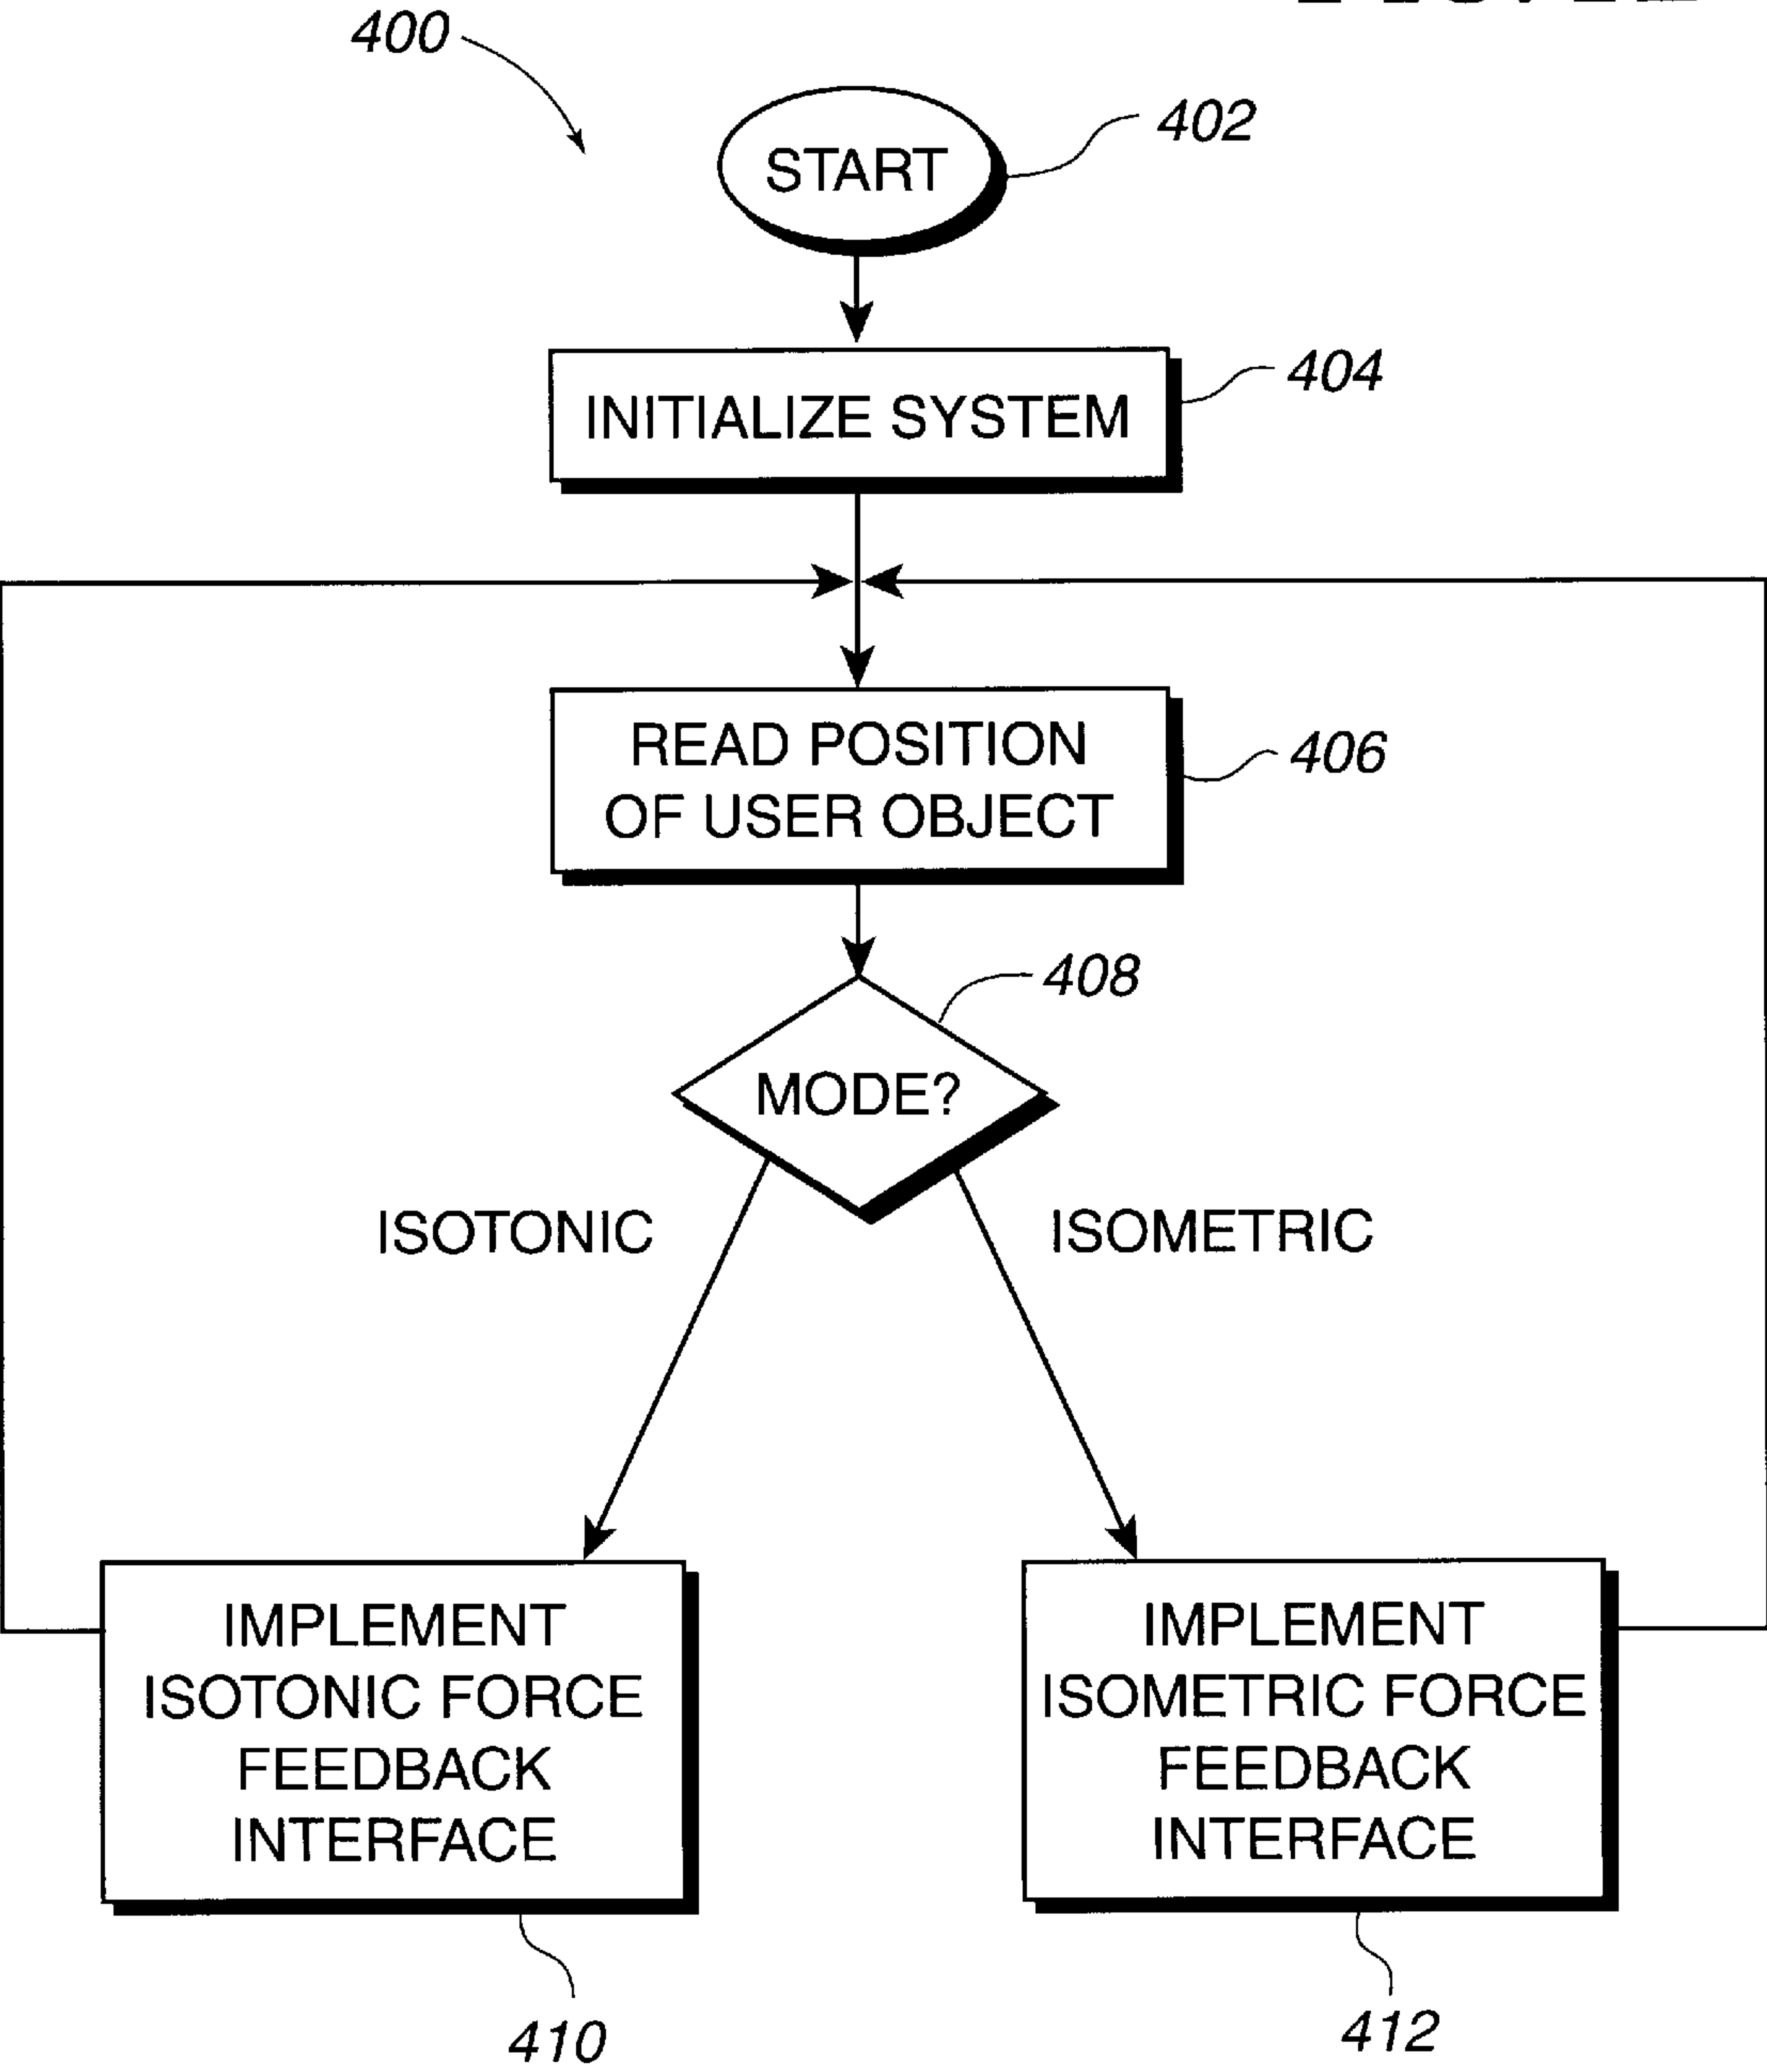 400
START
402
INITIALIZE SYSTEM
404
READ POSITION
OF USER OBJECT
406
408
MODE?
ISOTONIC
ISOMETRIC
IMPLEMENT
ISOTONIC FORCE
FEEDBACK
INTERFACE
IMPLEMENT
ISOMETRIC FORCE
FEEDBACK
INTERFACE
410
412